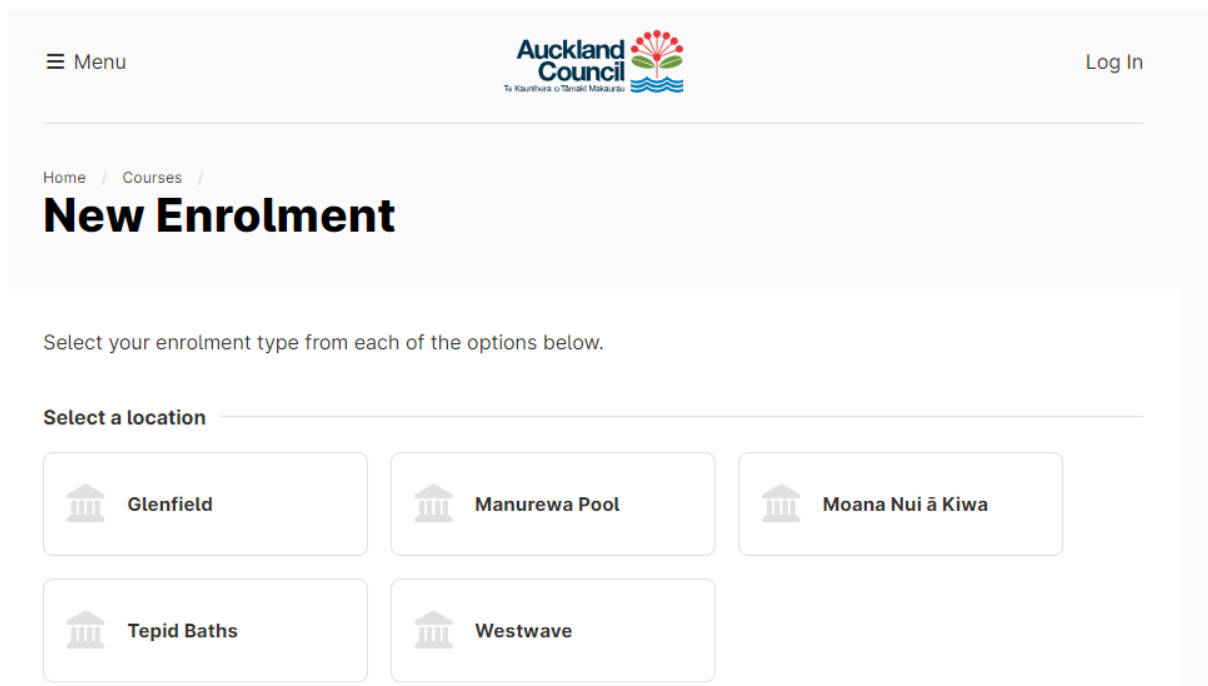 Menu
Auckland
Council
Te Kaunihera o Tāmaki Makaurau
Log In
Home / Courses /
New Enrolment
Select your enrolment type from each of the options below.
Select a location
Glenfield
Manurewa Pool
Moana Nui ā Kiwa
Tepid Baths
Westwave